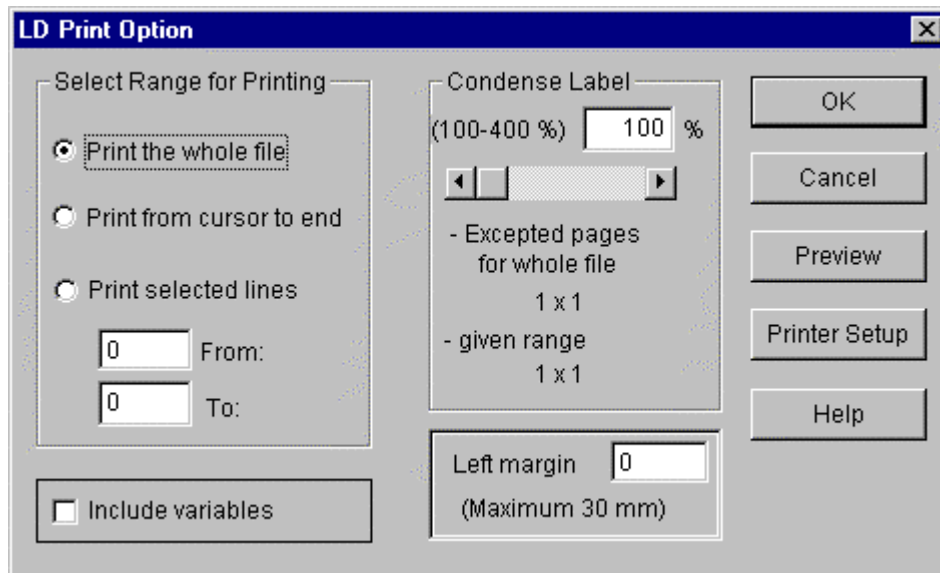 LD Print Option
Select Range for Printing
Print the whole file
Print from cursor to end
Print selected lines
0 From:
0 To:
Include variables
Condense Label
(100-400 %) 100 %
- Excepted pages
for whole file
1 x 1
- given range
1 x 1
Left margin 0
(Maximum 30 mm)
OK
Cancel
Preview
Printer Setup
Help